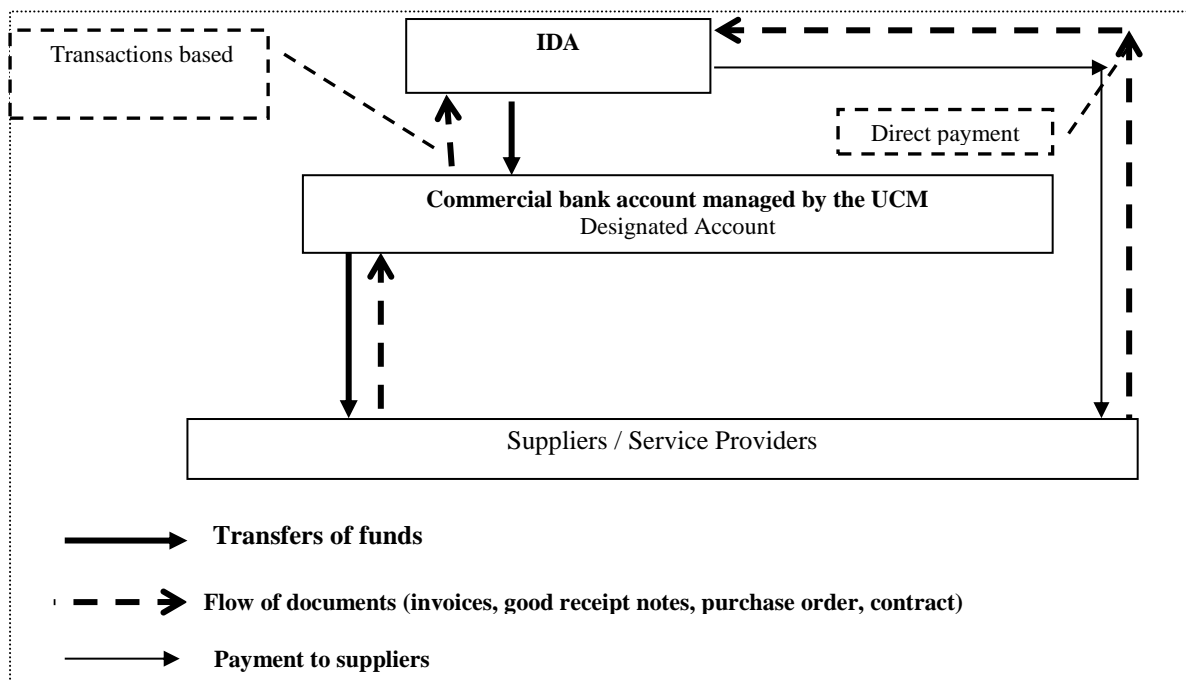 IDA
Transactions based
Direct payment
Commercial bank account managed by the UCM
Designated Account
Suppliers / Service Providers
Transfers of funds
Flow of documents (invoices, good receipt notes, purchase order, contract)
Payment to suppliers